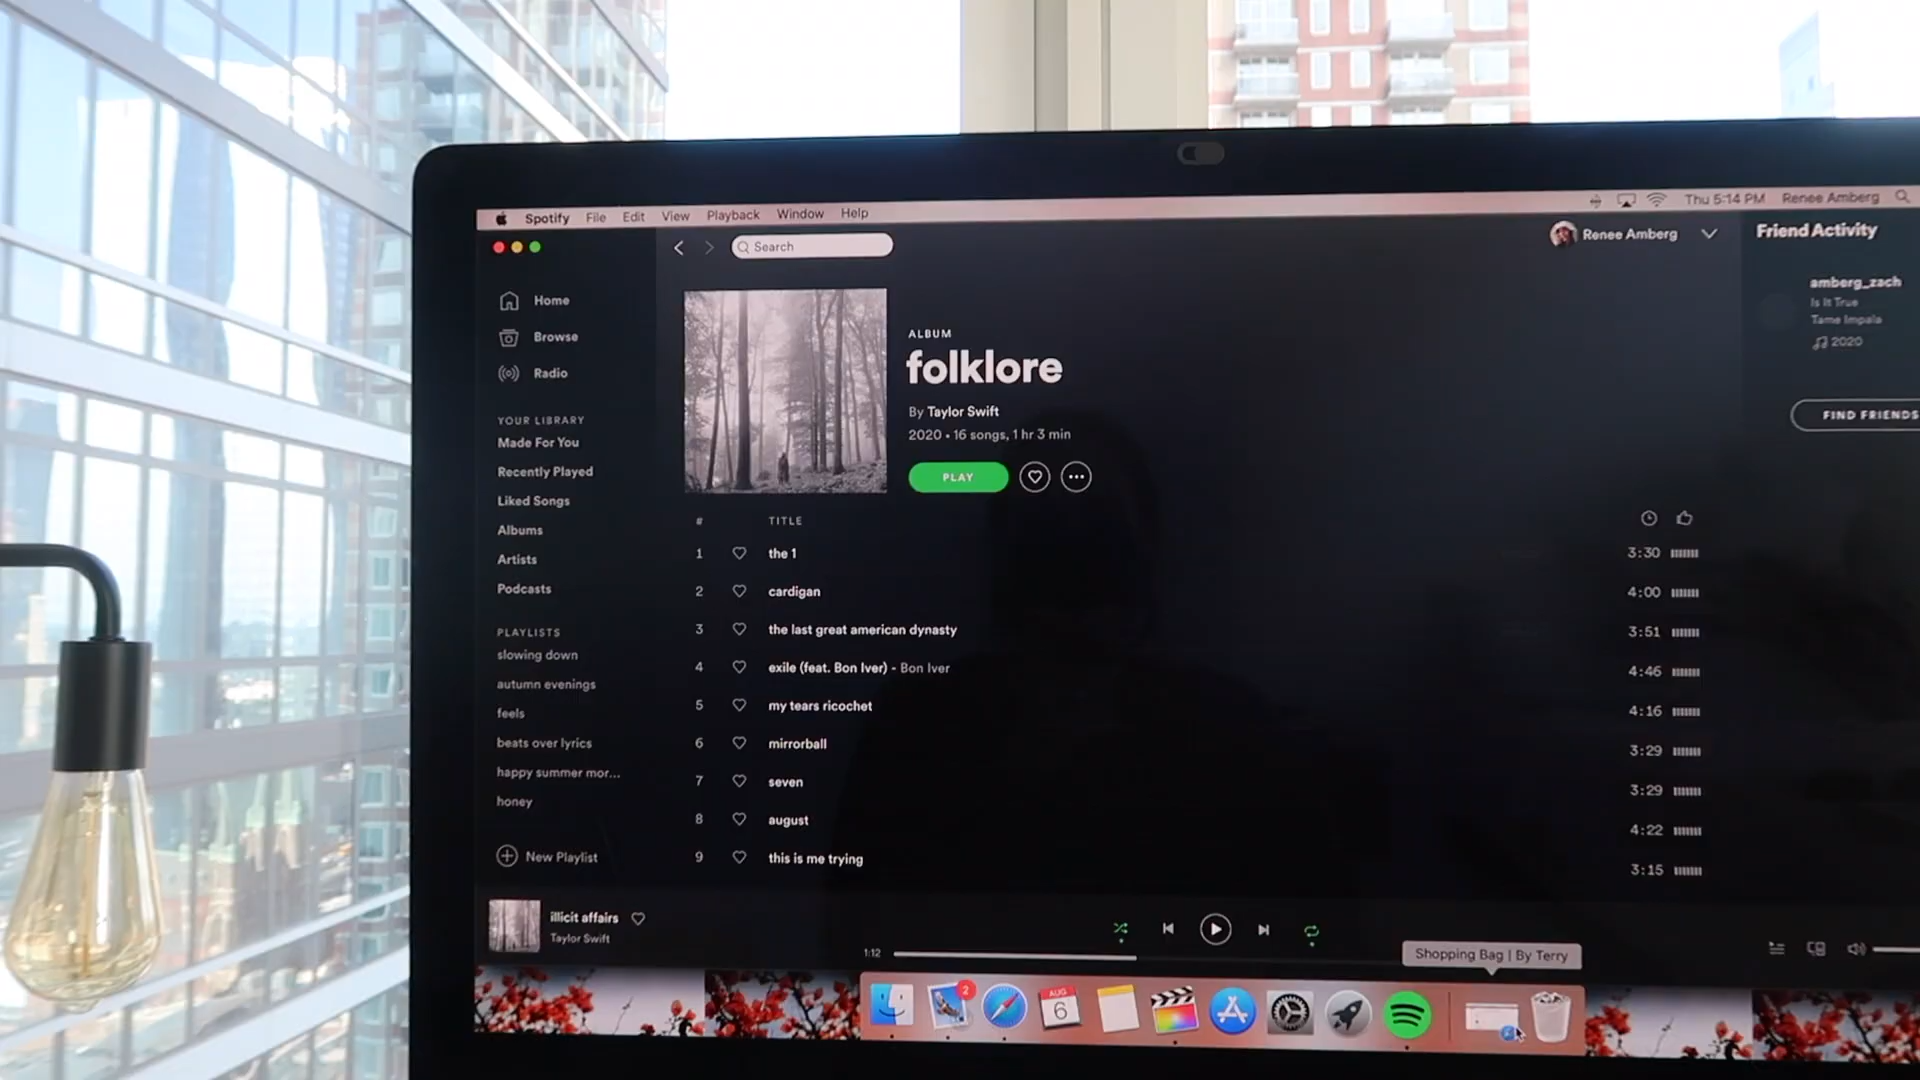 Spotify File Edit View Playback Window Help
Thu 5:14 PM Renee Amberg
Search
Renee Amberg
Friend Activity
amberg_zach
Is It True
Tame Impala
2020
FIND FRIENDS
Home
Browse
Radio
YOUR LIBRARY
Made For You
Recently Played
Liked Songs
Albums
Artists
Podcasts
PLAYLISTS
slowing down
autumn evenings
feels
beats over lyrics
happy summer mor...
honey
New Playlist
ALBUM
folklore
By Taylor Swift
2020 • 16 songs, 1 hr 3 min
PLAY
# TITLE
1 the 1 3:30
2 cardigan 4:00
3 the last great american dynasty 3:51
4 exile (feat. Bon Iver) - Bon Iver 4:46
5 my tears ricochet 4:16
6 mirrorball 3:29
7 seven 3:29
8 august 4:22
9 this is me trying 3:15
illicit affairs
Taylor Swift
1:12
Shopping Bag | By Terry
2
AUG
6